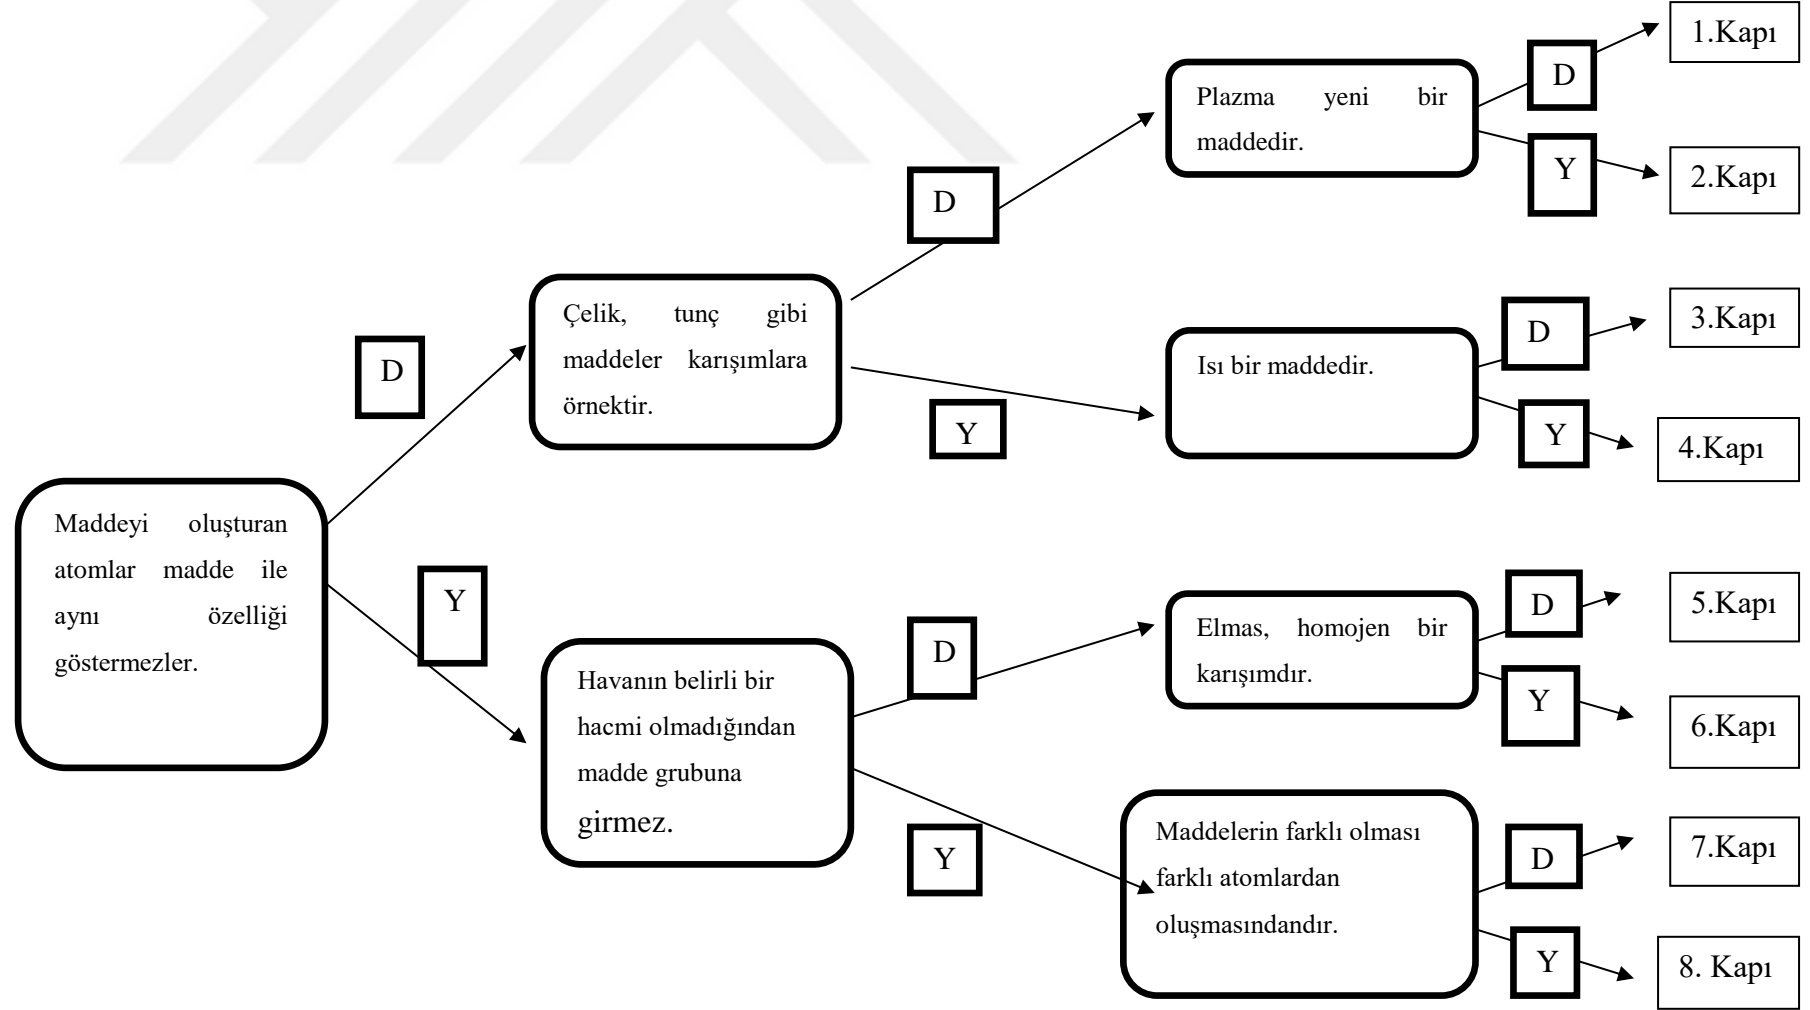 Maddeyi oluşturan
atomlar madde ile
aynı özelliği
göstermezler.
D
Y
Çelik, tunç gibi
maddeler karışımlara
örnektir.
D
Y
Havanın belirli bir
hacmi olmadığından
madde grubuna
girmez.
D
Y
Plazma yeni bir
maddedir.
D
Y
Isı bir maddedir.
D
Y
Elmas, homojen bir
karışımdır.
D
Y
Maddelerin farklı olması
farklı atomlardan
oluşmasındandır.
D
Y
1.Kapı
2.Kapı
3.Kapı
4.Kapı
5.Kapı
6.Kapı
7.Kapı
8. Kapı